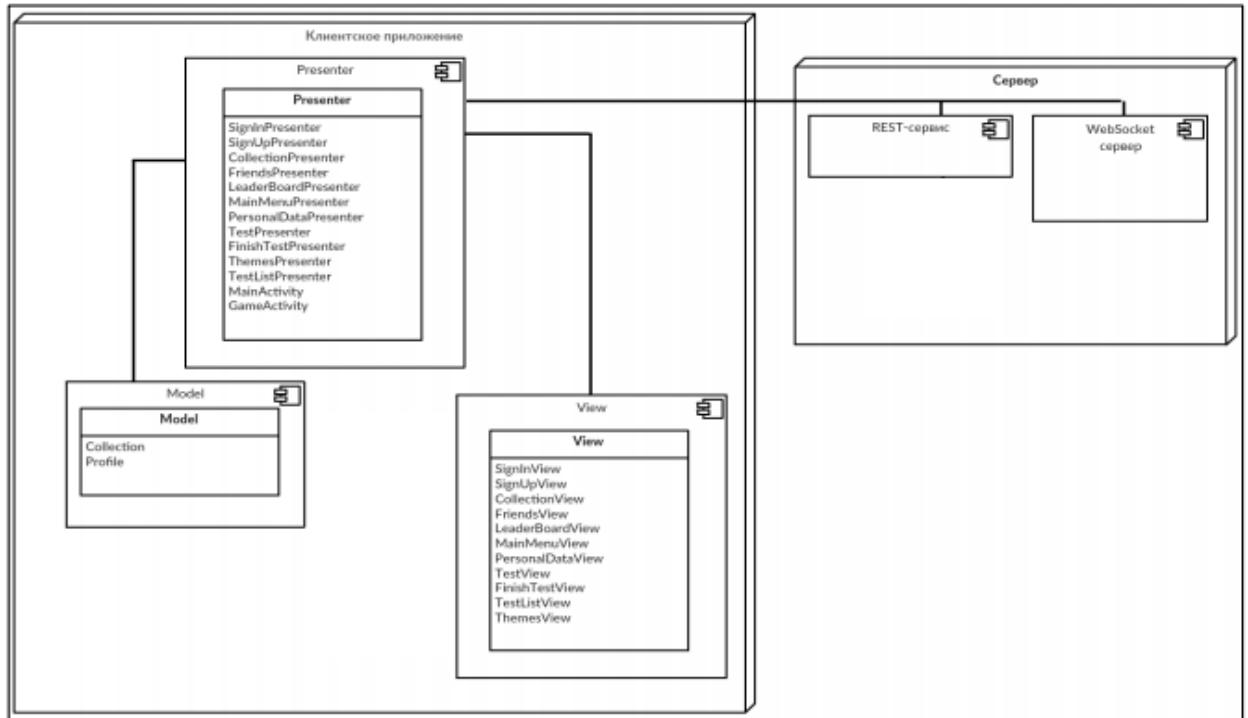 Клиентское приложение
Presenter
Presenter
SignInPresenter
SignUpPresenter
CollectionPresenter
FriendsPresenter
LeaderBoardPresenter
MainMenuPresenter
PersonalDataPresenter
TestPresenter
FinishTestPresenter
ThemesPresenter
TestListPresenter
MainActivity
GameActivity
Model
Model
Collection
Profile
View
View
SignInView
SignUpView
CollectionView
FriendsView
LeaderBoardView
MainMenuView
PersonalDataView
TestView
FinishTestView
TestListView
ThemesView
Сервер
REST-сервис
WebSocket
сервер